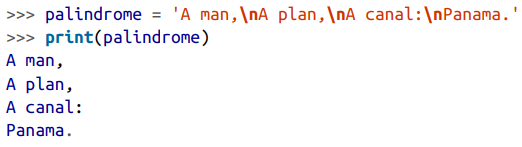 >>> palindrome = 'A man,\nA plan,\nA canal:\nPanama.'
>>> print(palindrome)
A man,
A plan,
A canal:
Panama.